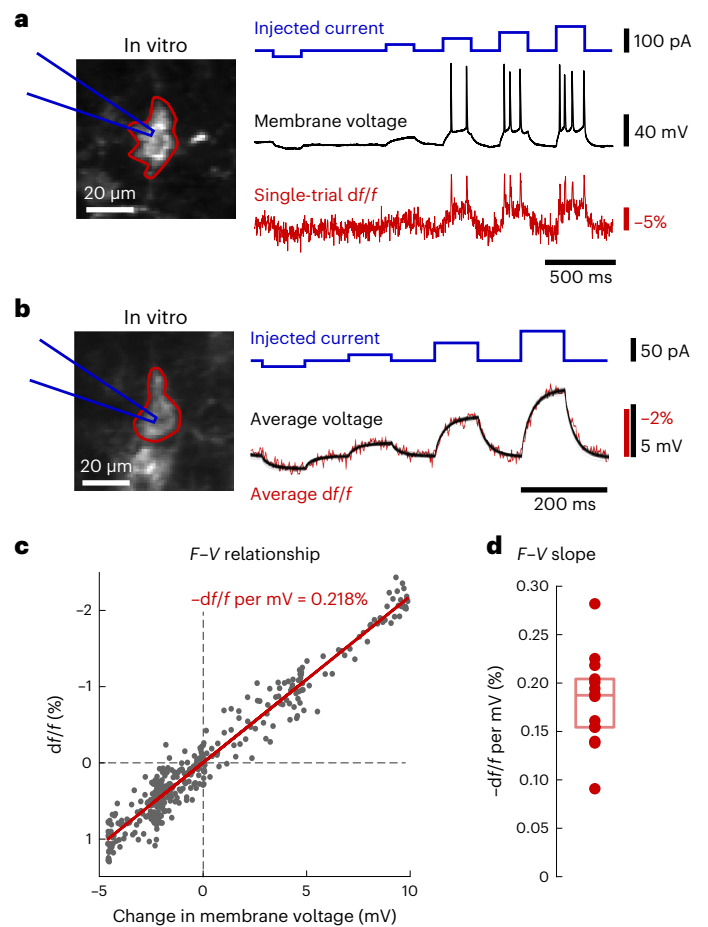 a
In vitro
20 µm
Injected current
100 pA
Membrane voltage
40 mV
Single-trial df/f
–5%
500 ms
b
In vitro
20 µm
Injected current
50 pA
Average voltage
–2%
5 mV
Average df/f
200 ms
c
F–V relationship
–df/f per mV = 0.218%
–2
–1
0
1
df/f (%)
–5
0
5
10
Change in membrane voltage (mV)
d
F–V slope
0.30
0.25
0.20
0.15
0.10
0.05
0
–df/f per mV (%)